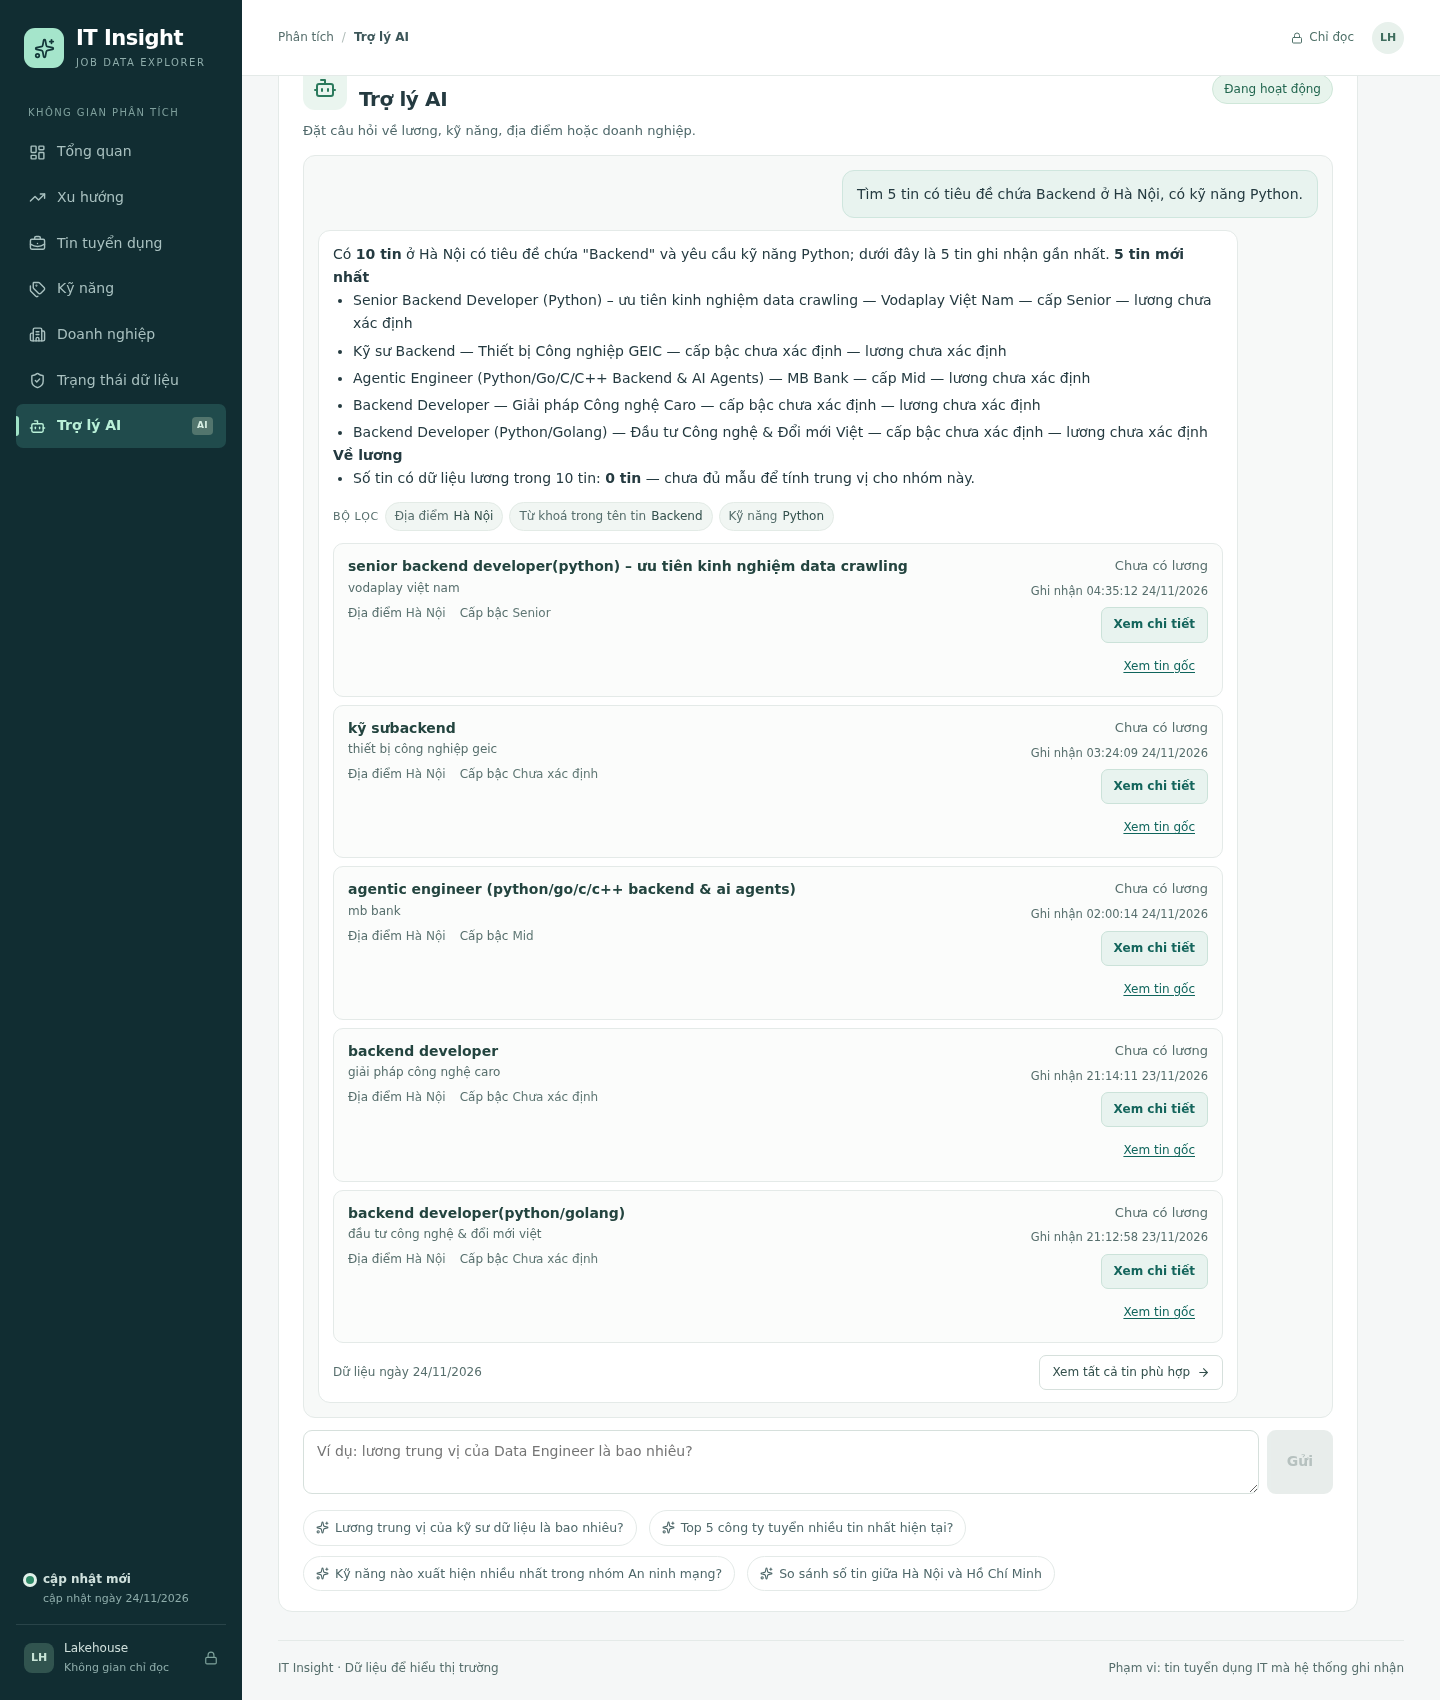 IT Insight
JOB DATA EXPLORER
KHÔNG GIAN PHÂN TÍCH
Tổng quan
Xu hướng
Tin tuyển dụng
Kỹ năng
Doanh nghiệp
Trạng thái dữ liệu
Trợ lý AI AI
cập nhật mới
cập nhật ngày 24/11/2026
LH Lakehouse
Không gian chỉ đọc
Phân tích / Trợ lý AI
Chỉ đọc LH
Trợ lý AI
Đang hoạt động
Đặt câu hỏi về lương, kỹ năng, địa điểm hoặc doanh nghiệp.
Tìm 5 tin có tiêu đề chứa Backend ở Hà Nội, có kỹ năng Python.
Có 10 tin ở Hà Nội có tiêu đề chứa "Backend" và yêu cầu kỹ năng Python; dưới đây là 5 tin ghi nhận gần nhất. 5 tin mới
nhất
• Senior Backend Developer (Python) – ưu tiên kinh nghiệm data crawling — Vodaplay Việt Nam — cấp Senior — lương chưa
xác định
• Kỹ sư Backend — Thiết bị Công nghiệp GEIC — cấp bậc chưa xác định — lương chưa xác định
• Agentic Engineer (Python/Go/C/C++ Backend & AI Agents) — MB Bank — cấp Mid — lương chưa xác định
• Backend Developer — Giải pháp Công nghệ Caro — cấp bậc chưa xác định — lương chưa xác định
• Backend Developer (Python/Golang) — Đầu tư Công nghệ & Đổi mới Việt — cấp bậc chưa xác định — lương chưa xác định
Về lương
• Số tin có dữ liệu lương trong 10 tin: 0 tin — chưa đủ mẫu để tính trung vị cho nhóm này.
BỘ LỌC Địa điểm Hà Nội Từ khoá trong tên tin Backend Kỹ năng Python
senior backend developer(python) – ưu tiên kinh nghiệm data crawling
vodaplay việt nam
Địa điểm Hà Nội Cấp bậc Senior
Chưa có lương
Ghi nhận 04:35:12 24/11/2026
Xem chi tiết
Xem tin gốc
kỹ sưbackend
thiết bị công nghiệp geic
Địa điểm Hà Nội Cấp bậc Chưa xác định
Chưa có lương
Ghi nhận 03:24:09 24/11/2026
Xem chi tiết
Xem tin gốc
agentic engineer (python/go/c/c++ backend & ai agents)
mb bank
Địa điểm Hà Nội Cấp bậc Mid
Chưa có lương
Ghi nhận 02:00:14 24/11/2026
Xem chi tiết
Xem tin gốc
backend developer
giải pháp công nghệ caro
Địa điểm Hà Nội Cấp bậc Chưa xác định
Chưa có lương
Ghi nhận 21:14:11 23/11/2026
Xem chi tiết
Xem tin gốc
backend developer(python/golang)
đầu tư công nghệ & đổi mới việt
Địa điểm Hà Nội Cấp bậc Chưa xác định
Chưa có lương
Ghi nhận 21:12:58 23/11/2026
Xem chi tiết
Xem tin gốc
Dữ liệu ngày 24/11/2026
Xem tất cả tin phù hợp →
Ví dụ: lương trung vị của Data Engineer là bao nhiêu?
Gửi
Lương trung vị của kỹ sư dữ liệu là bao nhiêu?
Top 5 công ty tuyển nhiều tin nhất hiện tại?
Kỹ năng nào xuất hiện nhiều nhất trong nhóm An ninh mạng?
So sánh số tin giữa Hà Nội và Hồ Chí Minh
IT Insight · Dữ liệu để hiểu thị trường
Phạm vi: tin tuyển dụng IT mà hệ thống ghi nhận